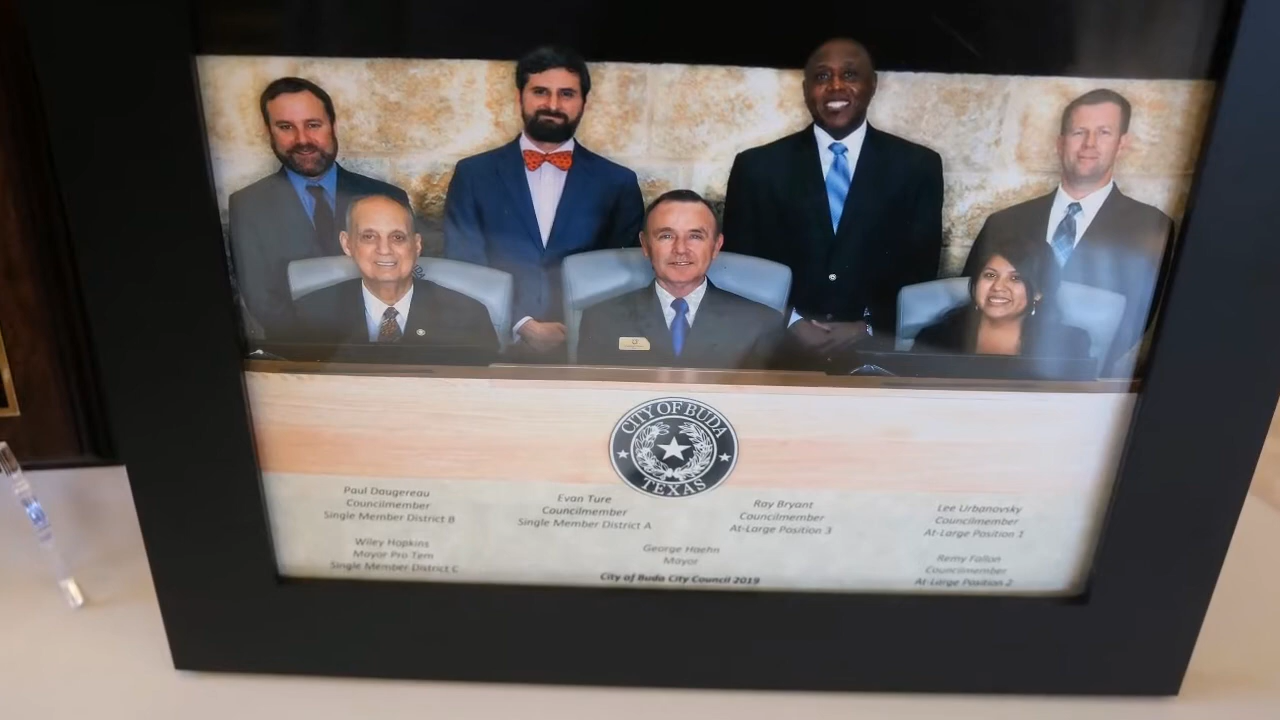 CITY OF BUDA
TEXAS
Paul Daugereau
Councilmember
Single Member District B
Evan Ture
Councilmember
Single Member District A
Ray Bryant
Councilmember
At-Large Position 3
Lee Urbanovsky
Councilmember
At-Large Position 1
Wiley Hopkins
Mayor Pro Tem
Single Member District C
George Haehn
Mayor
Remy Fallon
Councilmember
At-Large Position 2
City of Buda City Council 2019